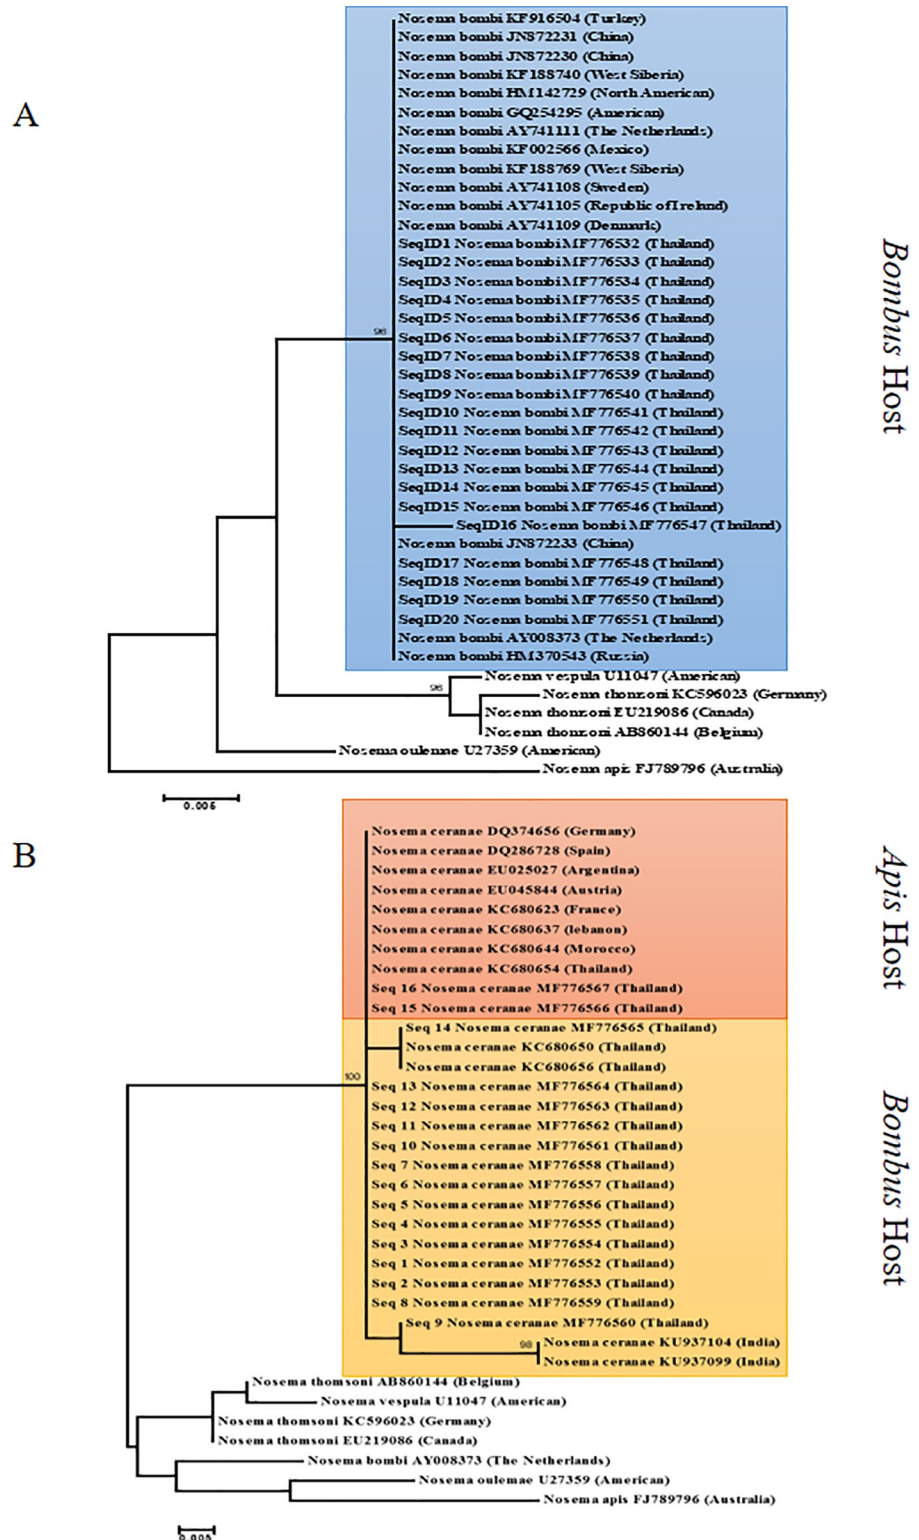 A
Nosema bombi KF916504 (Turkey)
Nosema bombi JN872231 (China)
Nosema bombi JN872230 (China)
Nosema bombi KF188740 (West Siberia)
Nosema bombi HM142729 (North American)
Nosema bombi GQ254295 (American)
Nosema bombi AY741111 (The Netherlands)
Nosema bombi KF002566 (Mexico)
Nosema bombi KF188769 (West Siberia)
Nosema bombi AY741108 (Sweden)
Nosema bombi AY741105 (Republic of Ireland)
Nosema bombi AY741109 (Denmark)
SeqID1 Nosema bombi MF776532 (Thailand)
SeqID2 Nosema bombi MF776533 (Thailand)
SeqID3 Nosema bombi MF776534 (Thailand)
SeqID4 Nosema bombi MF776535 (Thailand)
SeqID5 Nosema bombi MF776536 (Thailand)
98
SeqID6 Nosema bombi MF776537 (Thailand)
SeqID7 Nosema bombi MF776538 (Thailand)
SeqID8 Nosema bombi MF776539 (Thailand)
SeqID9 Nosema bombi MF776540 (Thailand)
SeqID10 Nosema bombi MF776541 (Thailand)
SeqID11 Nosema bombi MF776542 (Thailand)
SeqID12 Nosema bombi MF776543 (Thailand)
SeqID13 Nosema bombi MF776544 (Thailand)
SeqID14 Nosema bombi MF776545 (Thailand)
SeqID15 Nosema bombi MF776546 (Thailand)
SeqID16 Nosema bombi MF776547 (Thailand)
Nosema bombi JN872233 (China)
SeqID17 Nosema bombi MF776548 (Thailand)
SeqID18 Nosema bombi MF776549 (Thailand)
SeqID19 Nosema bombi MF776550 (Thailand)
SeqID20 Nosema bombi MF776551 (Thailand)
Nosema bombi AY008373 (The Netherlands)
Nosema bombi HM370543 (Russia)
Bombus Host
Nosema vespula U11047 (American)
98
Nosema thomsoni KC596023 (Germany)
Nosema thomsoni EU219086 (Canada)
Nosema thomsoni AB860144 (Belgium)
Nosema oulemae U27359 (American)
Nosema apis FJ789796 (Australia)
0.005
B
Nosema ceranae DQ374656 (Germany)
Nosema ceranae DQ286728 (Spain)
Nosema ceranae EU025027 (Argentina)
Nosema ceranae EU045844 (Austria)
Nosema ceranae KC680623 (France)
Nosema ceranae KC680637 (lebanon)
Nosema ceranae KC680644 (Morocco)
Nosema ceranae KC680654 (Thailand)
Seq 16 Nosema ceranae MF776567 (Thailand)
Seq 15 Nosema ceranae MF776566 (Thailand)
Apis Host
Seq 14 Nosema ceranae MF776565 (Thailand)
Nosema ceranae KC680650 (Thailand)
Nosema ceranae KC680656 (Thailand)
100
Seq 13 Nosema ceranae MF776564 (Thailand)
Seq 12 Nosema ceranae MF776563 (Thailand)
Seq 11 Nosema ceranae MF776562 (Thailand)
Seq 10 Nosema ceranae MF776561 (Thailand)
Seq 7 Nosema ceranae MF776558 (Thailand)
Seq 6 Nosema ceranae MF776557 (Thailand)
Seq 5 Nosema ceranae MF776556 (Thailand)
Seq 4 Nosema ceranae MF776555 (Thailand)
Seq 3 Nosema ceranae MF776554 (Thailand)
Seq 1 Nosema ceranae MF776552 (Thailand)
Seq 2 Nosema ceranae MF776553 (Thailand)
Seq 8 Nosema ceranae MF776559 (Thailand)
Seq 9 Nosema ceranae MF776560 (Thailand)
98
Nosema ceranae KU937104 (India)
Nosema ceranae KU937099 (India)
Bombus Host
Nosema thomsoni AB860144 (Belgium)
Nosema vespula U11047 (American)
Nosema thomsoni KC596023 (Germany)
Nosema thomsoni EU219086 (Canada)
Nosema bombi AY008373 (The Netherlands)
Nosema oulemae U27359 (American)
Nosema apis FJ789796 (Australia)
0.005